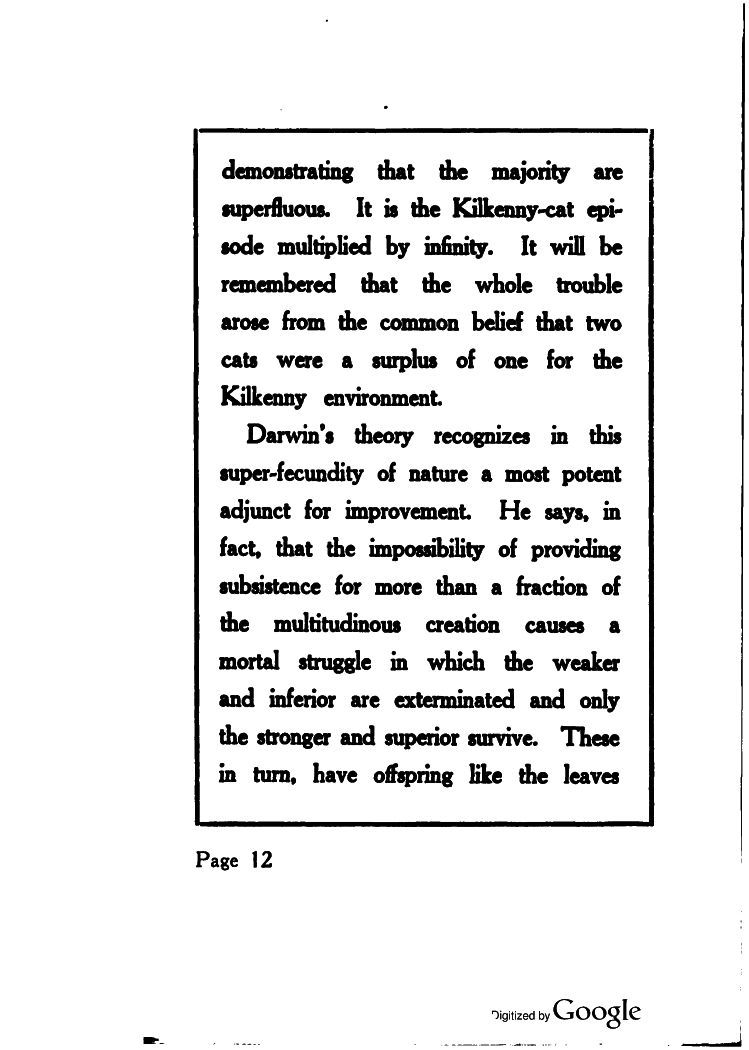 demonstrating that the majority are
superfluous. It is the Kilkenny-cat epi-
sode multiplied by infinity. It will be
remembered that the whole trouble
arose from the common belief that two
cats were a surplus of one for the
Kilkenny environment.
Darwin's theory recognizes in this
super-fecundity of nature a most potent
adjunct for improvement. He says, in
fact, that the impossibility of providing
subsistence for more than a fraction of
the multitudinous creation causes a
mortal struggle in which the weaker
and inferior are exterminated and only
the stronger and superior survive. These
in turn, have offspring like the leaves
Page 12
Digitized by Google